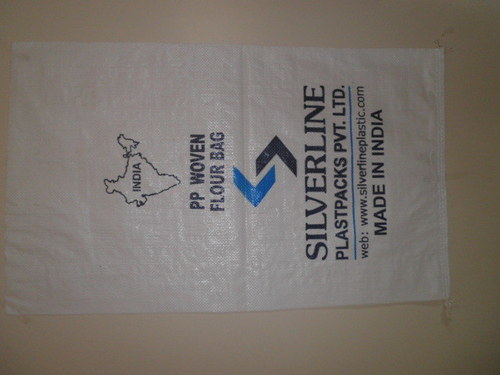 INDIA
PP WOVEN
FLOUR BAG
SILVERLINE
PLASTPACKS PVT. LTD.
web: www.silverlineplastic.com
MADE IN INDIA